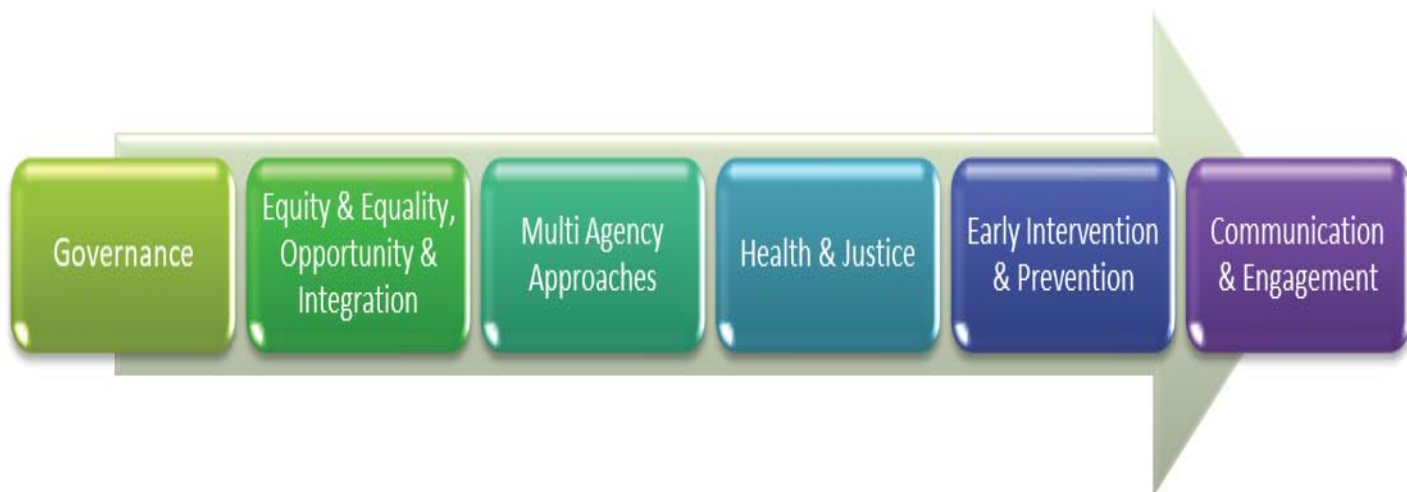 Governance
Equity & Equality,
Opportunity &
Integration
Multi Agency
Approaches
Health & Justice
Early Intervention
& Prevention
Communication
& Engagement